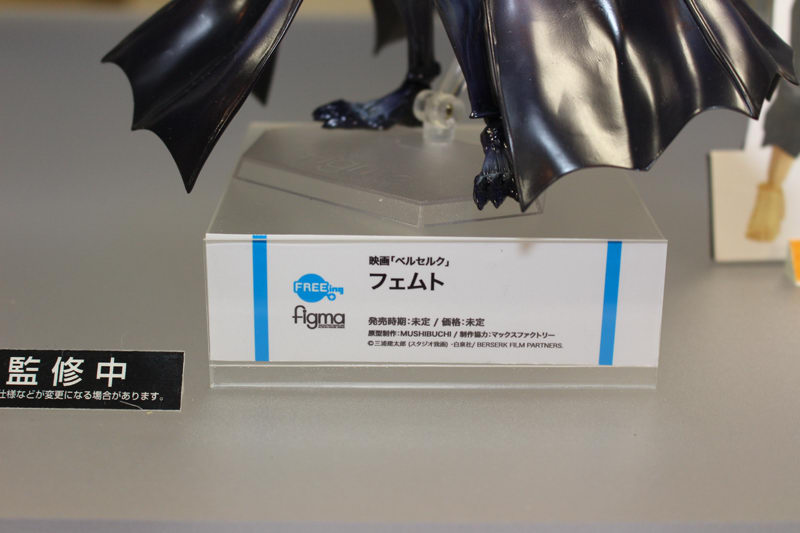 映画「ベルセルク」
フェムト
FREEing
figma
発売時期:未定 / 価格:未定
原型制作:MUSHIBUCHI / 制作協力:マックスファクトリー
©三浦建太郎 (スタジオ我画) ・白泉社/ BERSERK FILM PARTNERS.
監修中
仕様などが変更になる場合があります。